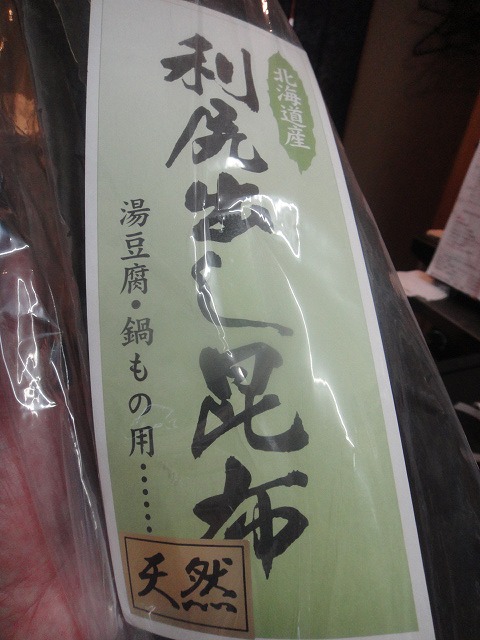 北海道産
利尻出し昆布
湯豆腐・鍋もの用……
天然